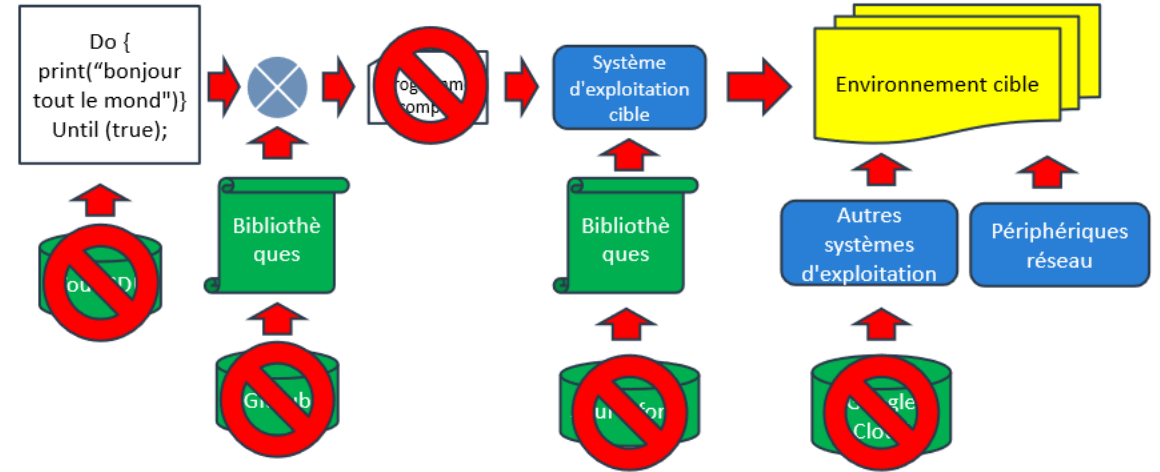 Do {
print(“bonjour
tout le mond")}
Until (true);
Système
d'exploitation
cible
Environnement cible
Bibliothè
ques
Bibliothè
ques
Autres
systèmes
d'exploitation
Périphériques
réseau